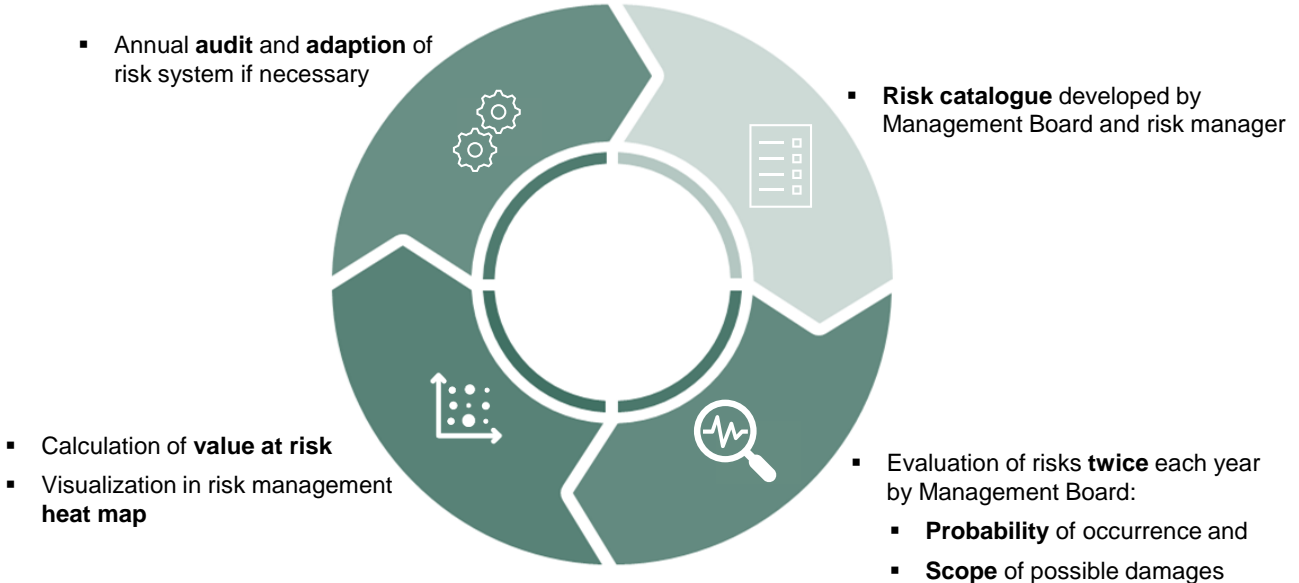 ▪ Annual audit and adaption of
risk system if necessary
▪ Risk catalogue developed by
Management Board and risk manager
▪ Calculation of value at risk
▪ Visualization in risk management
heat map
▪ Evaluation of risks twice each year
by Management Board:
▪ Probability of occurrence and
▪ Scope of possible damages